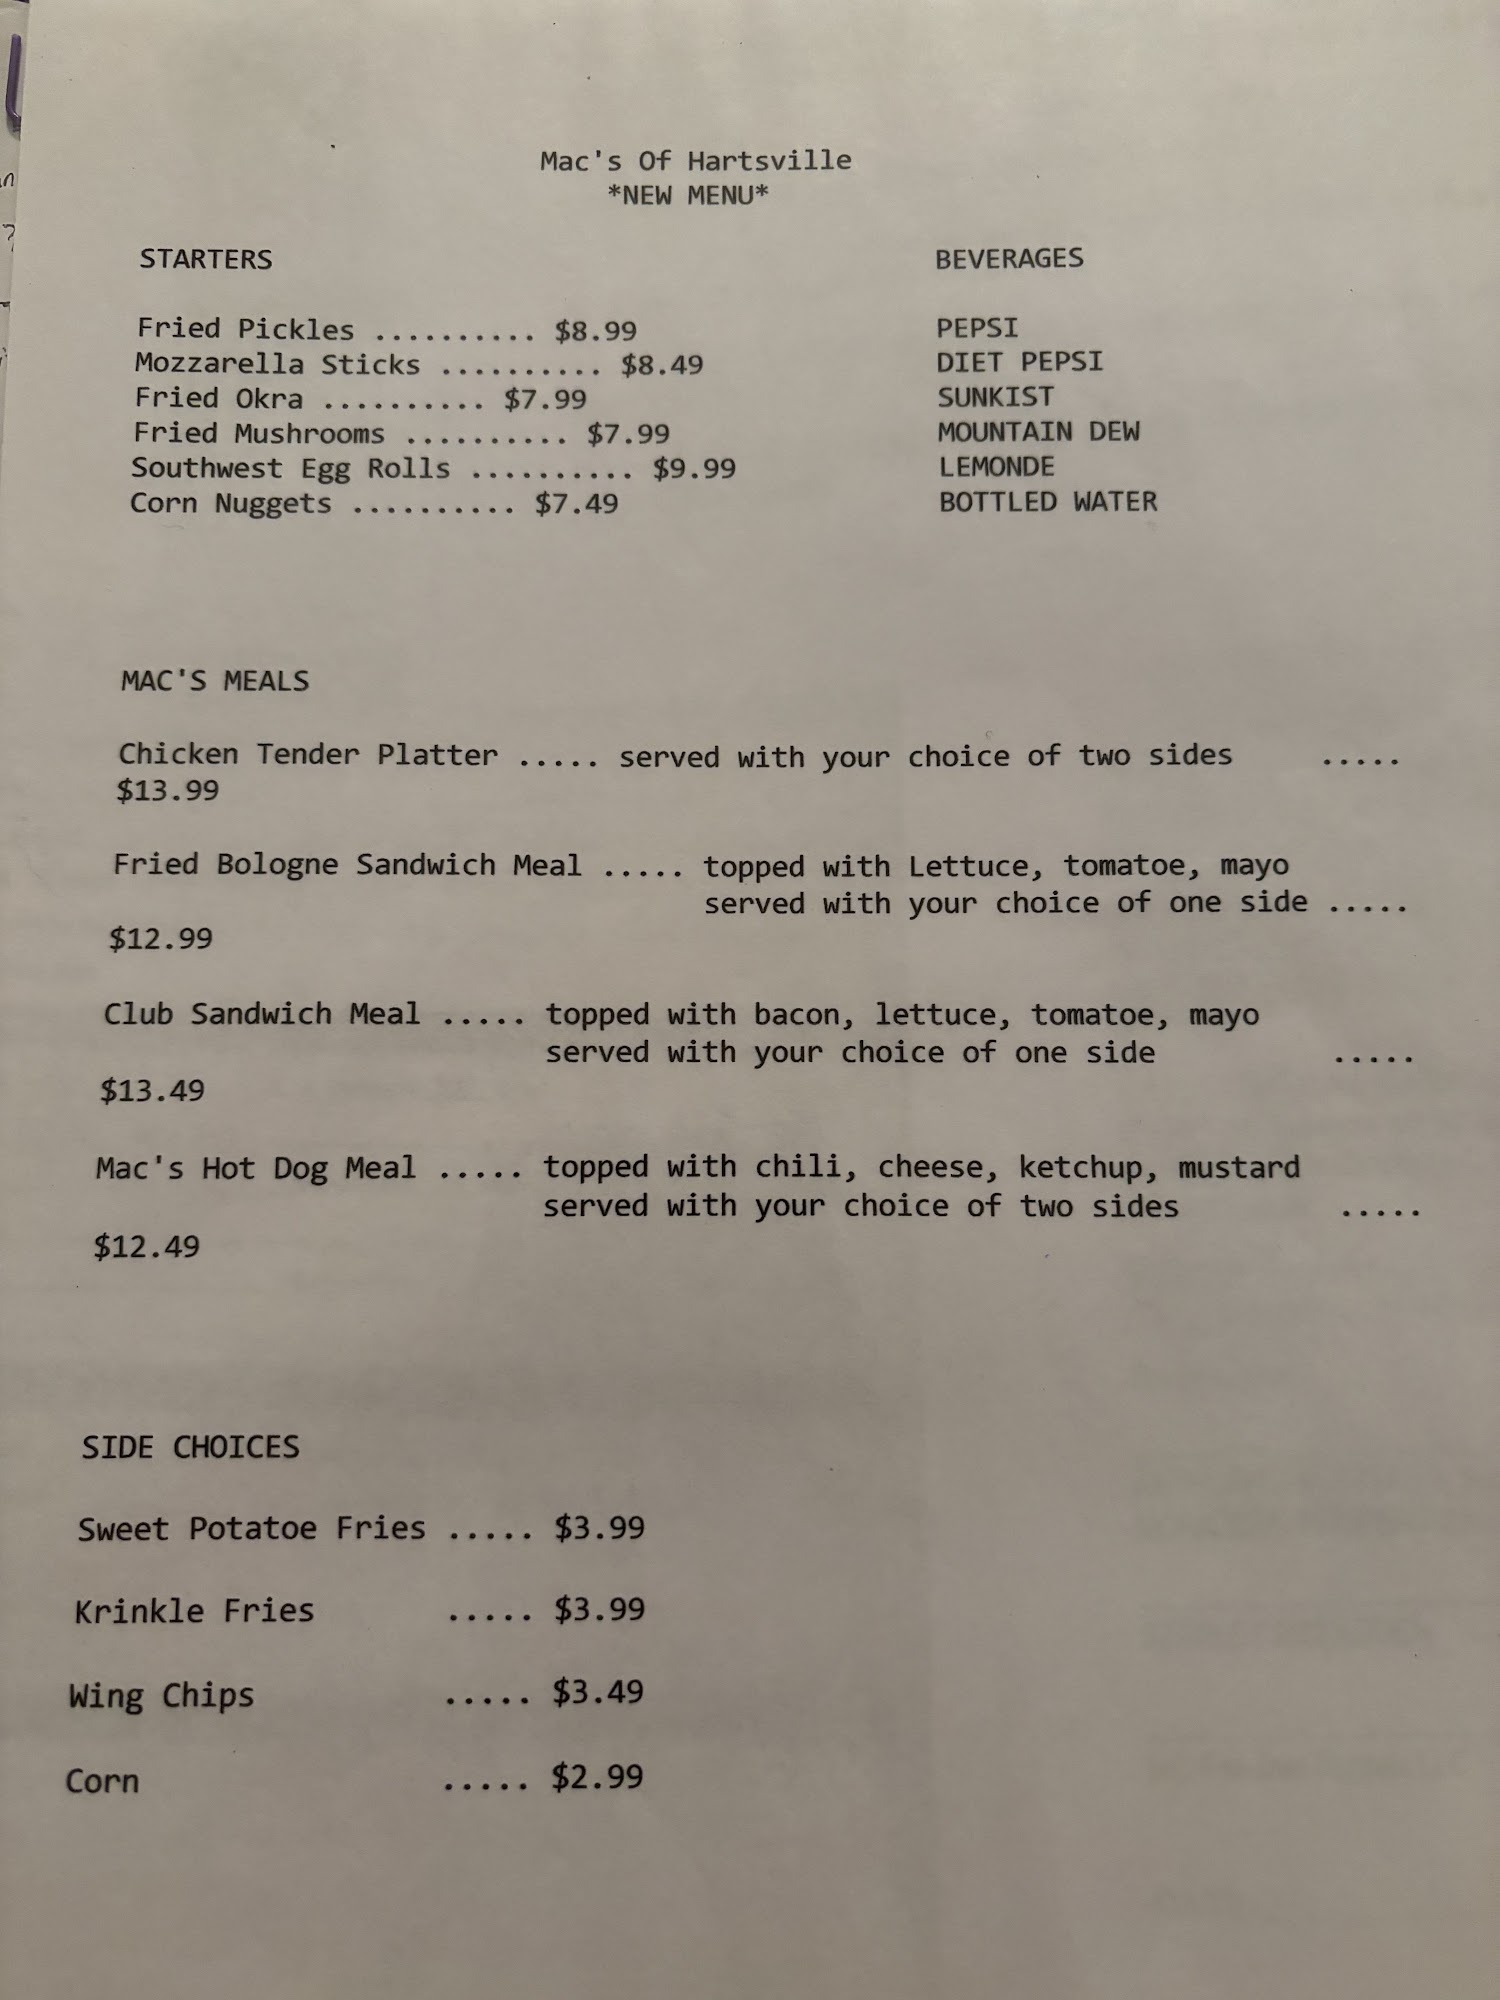 Mac's Of Hartsville
*NEW MENU*
STARTERS
Fried Pickles .......... $8.99
Mozzarella Sticks .......... $8.49
Fried Okra .......... $7.99
Fried Mushrooms .......... $7.99
Southwest Egg Rolls .......... $9.99
Corn Nuggets .......... $7.49
BEVERAGES
PEPSI
DIET PEPSI
SUNKIST
MOUNTAIN DEW
LEMONDE
BOTTLED WATER
MAC'S MEALS
Chicken Tender Platter ..... served with your choice of two sides .....
$13.99
Fried Bologne Sandwich Meal ..... topped with Lettuce, tomatoe, mayo
served with your choice of one side .....
$12.99
Club Sandwich Meal ..... topped with bacon, lettuce, tomatoe, mayo
served with your choice of one side .....
$13.49
Mac's Hot Dog Meal ..... topped with chili, cheese, ketchup, mustard
served with your choice of two sides .....
$12.49
SIDE CHOICES
Sweet Potatoe Fries ..... $3.99
Krinkle Fries ..... $3.99
Wing Chips ..... $3.49
Corn ..... $2.99